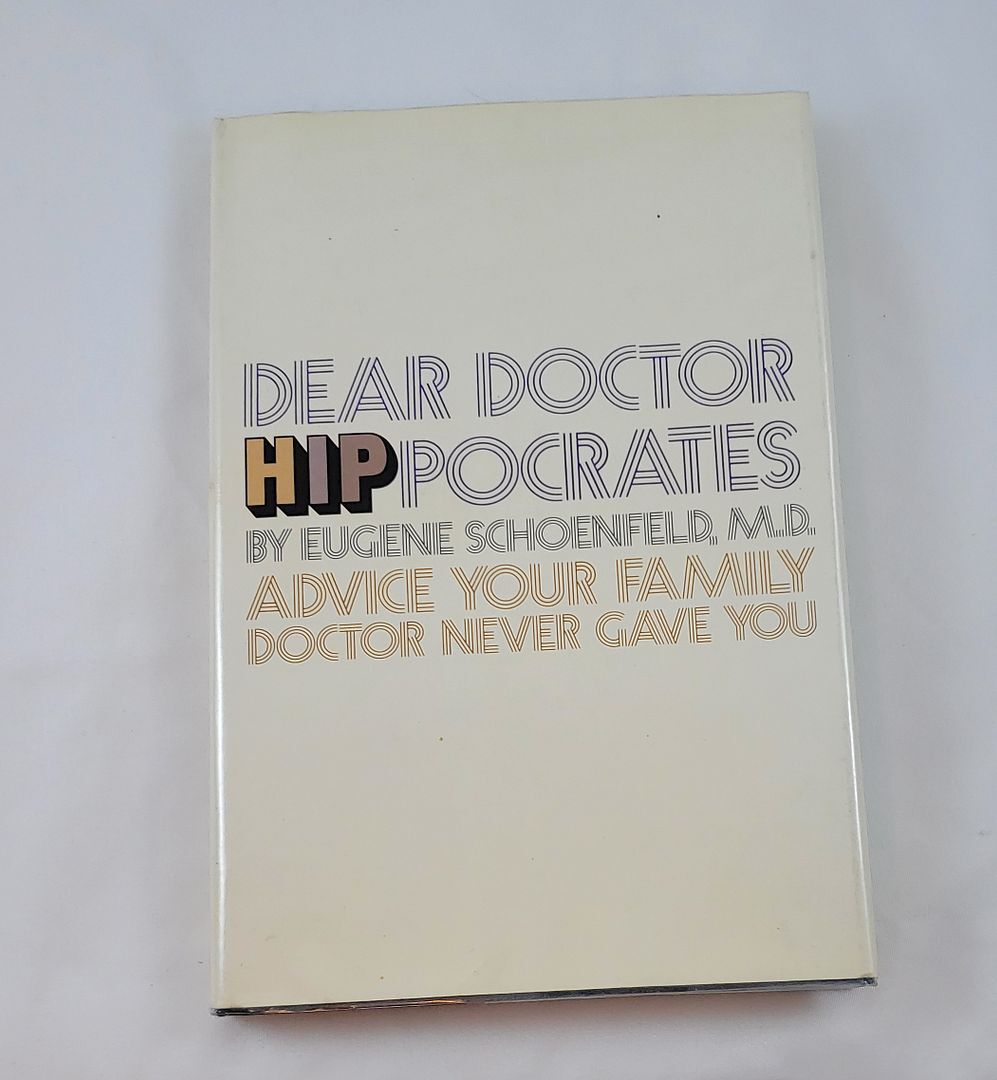 DEAR DOCTOR
HIPPOCRATES
BY EUGENE SCHOENFELD, M.D.
ADVICE YOUR FAMILY
DOCTOR NEVER GAVE YOU